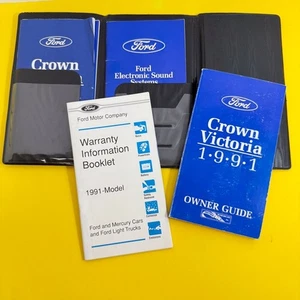 Ford
Crown
Ford
Ford
Electronic Sound
Systems
Ford
Ford Motor Company
Warranty
Information
Booklet
1991-Model
Ford and Mercury Cars
and Ford Light Trucks
Ford
Crown
Victoria
1·9·9·1
OWNER GUIDE